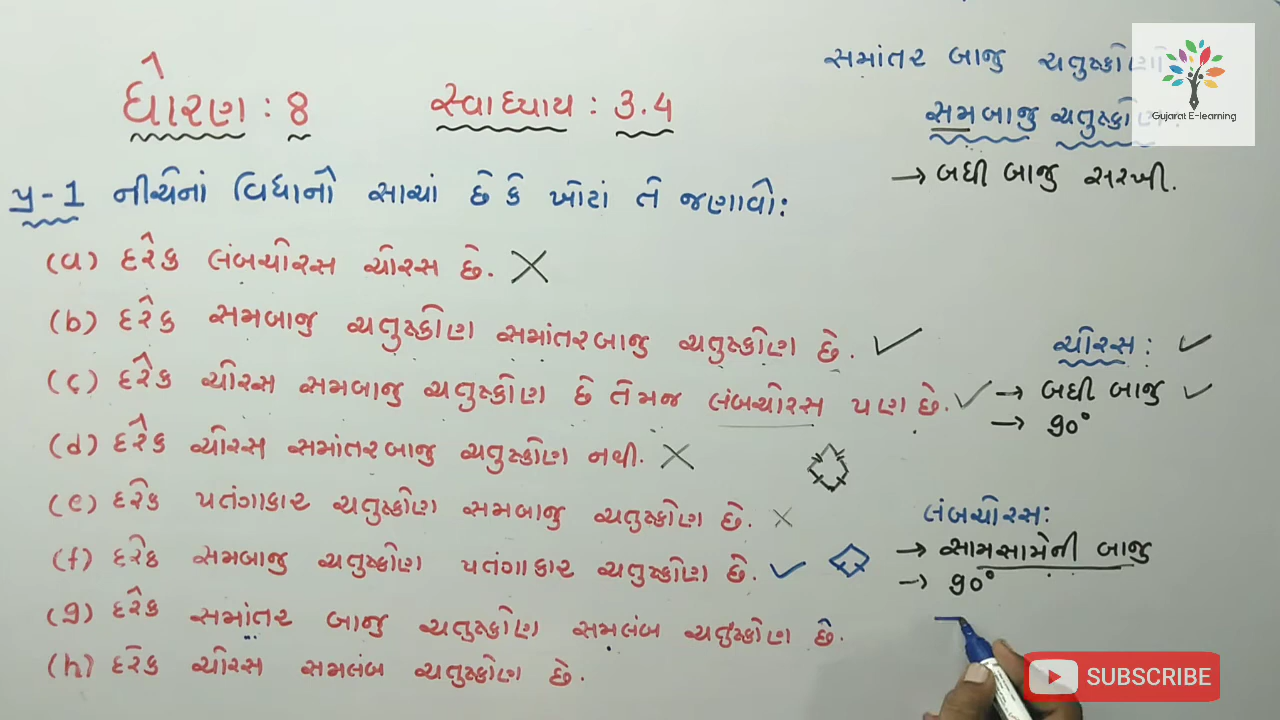 ધોરણ : 8 સ્વાધ્યાય : 3.4
પ્ર - 1 નીચેનાં વિધાનો સાચાં છે કે ખોટાં તે જણાવો:
(a) દરેક લંબચોરસ ચોરસ છે. ✗
(b) દરેક સમબાજુ ચતુષ્કોણ સમાંતરબાજુ ચતુષ્કોણ છે. ✓
(c) દરેક ચોરસ સમબાજુ ચતુષ્કોણ છે તેમજ લંબચોરસ પણ છે. ✓
(d) દરેક ચોરસ સમાંતરબાજુ ચતુષ્કોણ નથી. ✗
(e) દરેક પતંગાકાર ચતુષ્કોણ સમબાજુ ચતુષ્કોણ છે. ✗
(f) દરેક સમબાજુ ચતુષ્કોણ પતંગાકાર ચતુષ્કોણ છે. ✓
(g) દરેક સમાંતર બાજુ ચતુષ્કોણ સમલંબ ચતુષ્કોણ છે.
(h) દરેક ચોરસ સમલંબ ચતુષ્કોણ છે.
સમાંતર બાજુ
સમબાજુ
→ બધી બાજુ સરખી.
ચોરસ : ✓
→ બધી બાજુ ✓
→ 90°
લંબચોરસ:
→ સામસામેની બાજુ
→ 90°
Gujarat E-learning
SUBSCRIBE